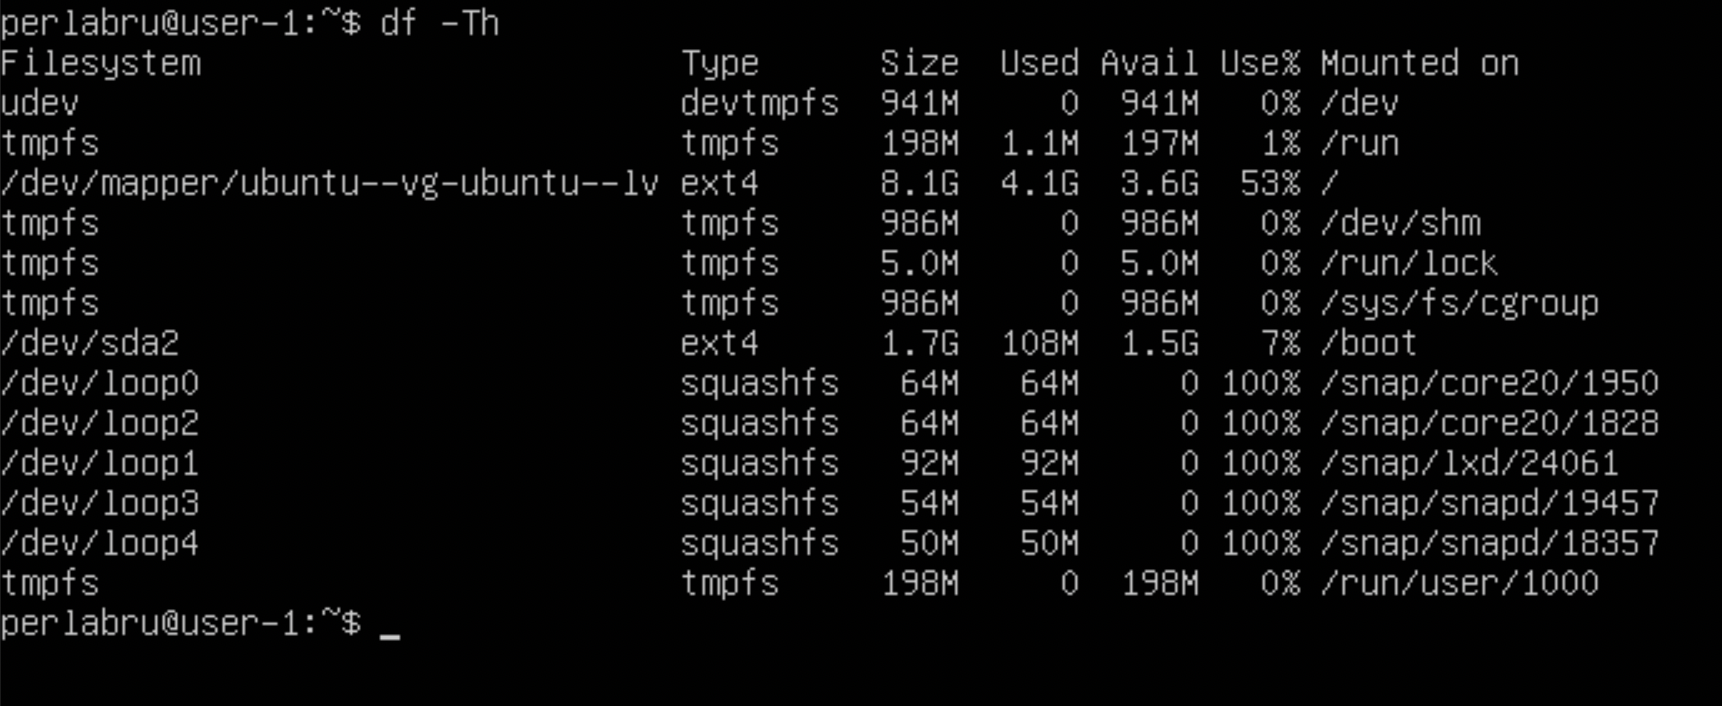 perlabru@user-1:~$ df -Th
Filesystem                        Type      Size  Used Avail Use% Mounted on
udev                              devtmpfs  941M     0  941M   0% /dev
tmpfs                             tmpfs     198M  1.1M  197M   1% /run
/dev/mapper/ubuntu--vg-ubuntu--lv ext4      8.1G  4.1G  3.6G  53% /
tmpfs                             tmpfs     986M     0  986M   0% /dev/shm
tmpfs                             tmpfs     5.0M     0  5.0M   0% /run/lock
tmpfs                             tmpfs     986M     0  986M   0% /sys/fs/cgroup
/dev/sda2                         ext4      1.7G  108M  1.5G   7% /boot
/dev/loop0                        squashfs   64M   64M     0 100% /snap/core20/1950
/dev/loop2                        squashfs   64M   64M     0 100% /snap/core20/1828
/dev/loop1                        squashfs   92M   92M     0 100% /snap/lxd/24061
/dev/loop3                        squashfs   54M   54M     0 100% /snap/snapd/19457
/dev/loop4                        squashfs   50M   50M     0 100% /snap/snapd/18357
tmpfs                             tmpfs     198M     0  198M   0% /run/user/1000
perlabru@user-1:~$ _